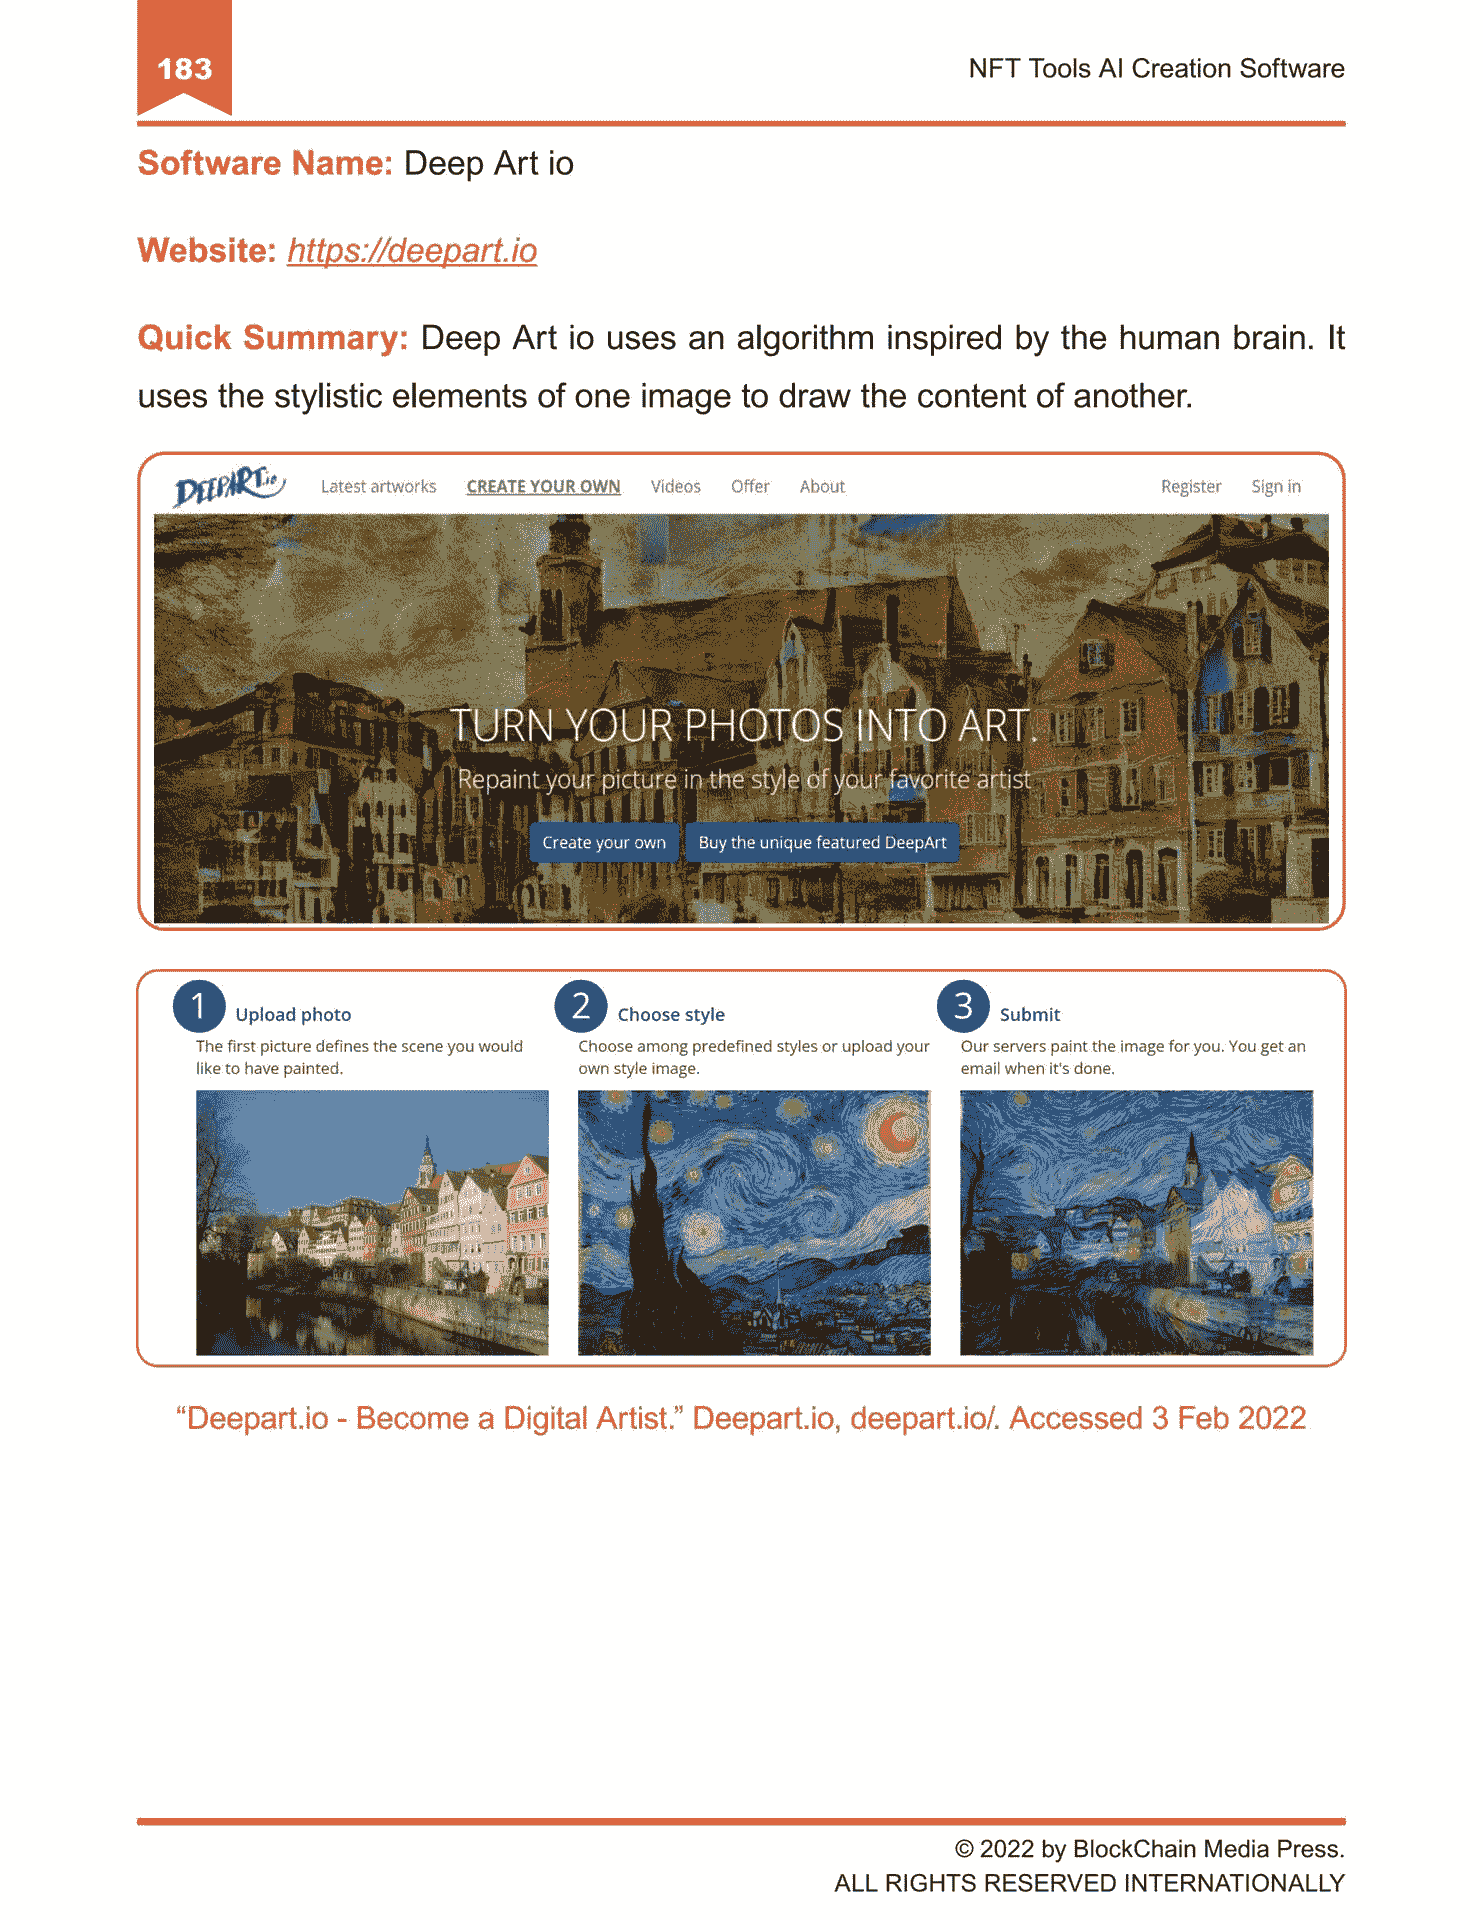 183
NFT Tools AI Creation Software
Software Name: Deep Art io
Website: https://deepart.io
Quick Summary: Deep Art io uses an algorithm inspired by the human brain. It
uses the stylistic elements of one image to draw the content of another.
DEEPART.io
Latest artworks
CREATE YOUR OWN
Videos
Offer
About
Register
Sign in
TURN YOUR PHOTOS INTO ART.
Repaint your picture in the style of your favorite artist
Create your own
Buy the unique featured DeepArt
1 Upload photo
The first picture defines the scene you would
like to have painted.
2 Choose style
Choose among predefined styles or upload your
own style image.
3 Submit
Our servers paint the image for you. You get an
email when it's done.
“Deepart.io - Become a Digital Artist.” Deepart.io, deepart.io/. Accessed 3 Feb 2022
© 2022 by BlockChain Media Press.
ALL RIGHTS RESERVED INTERNATIONALLY